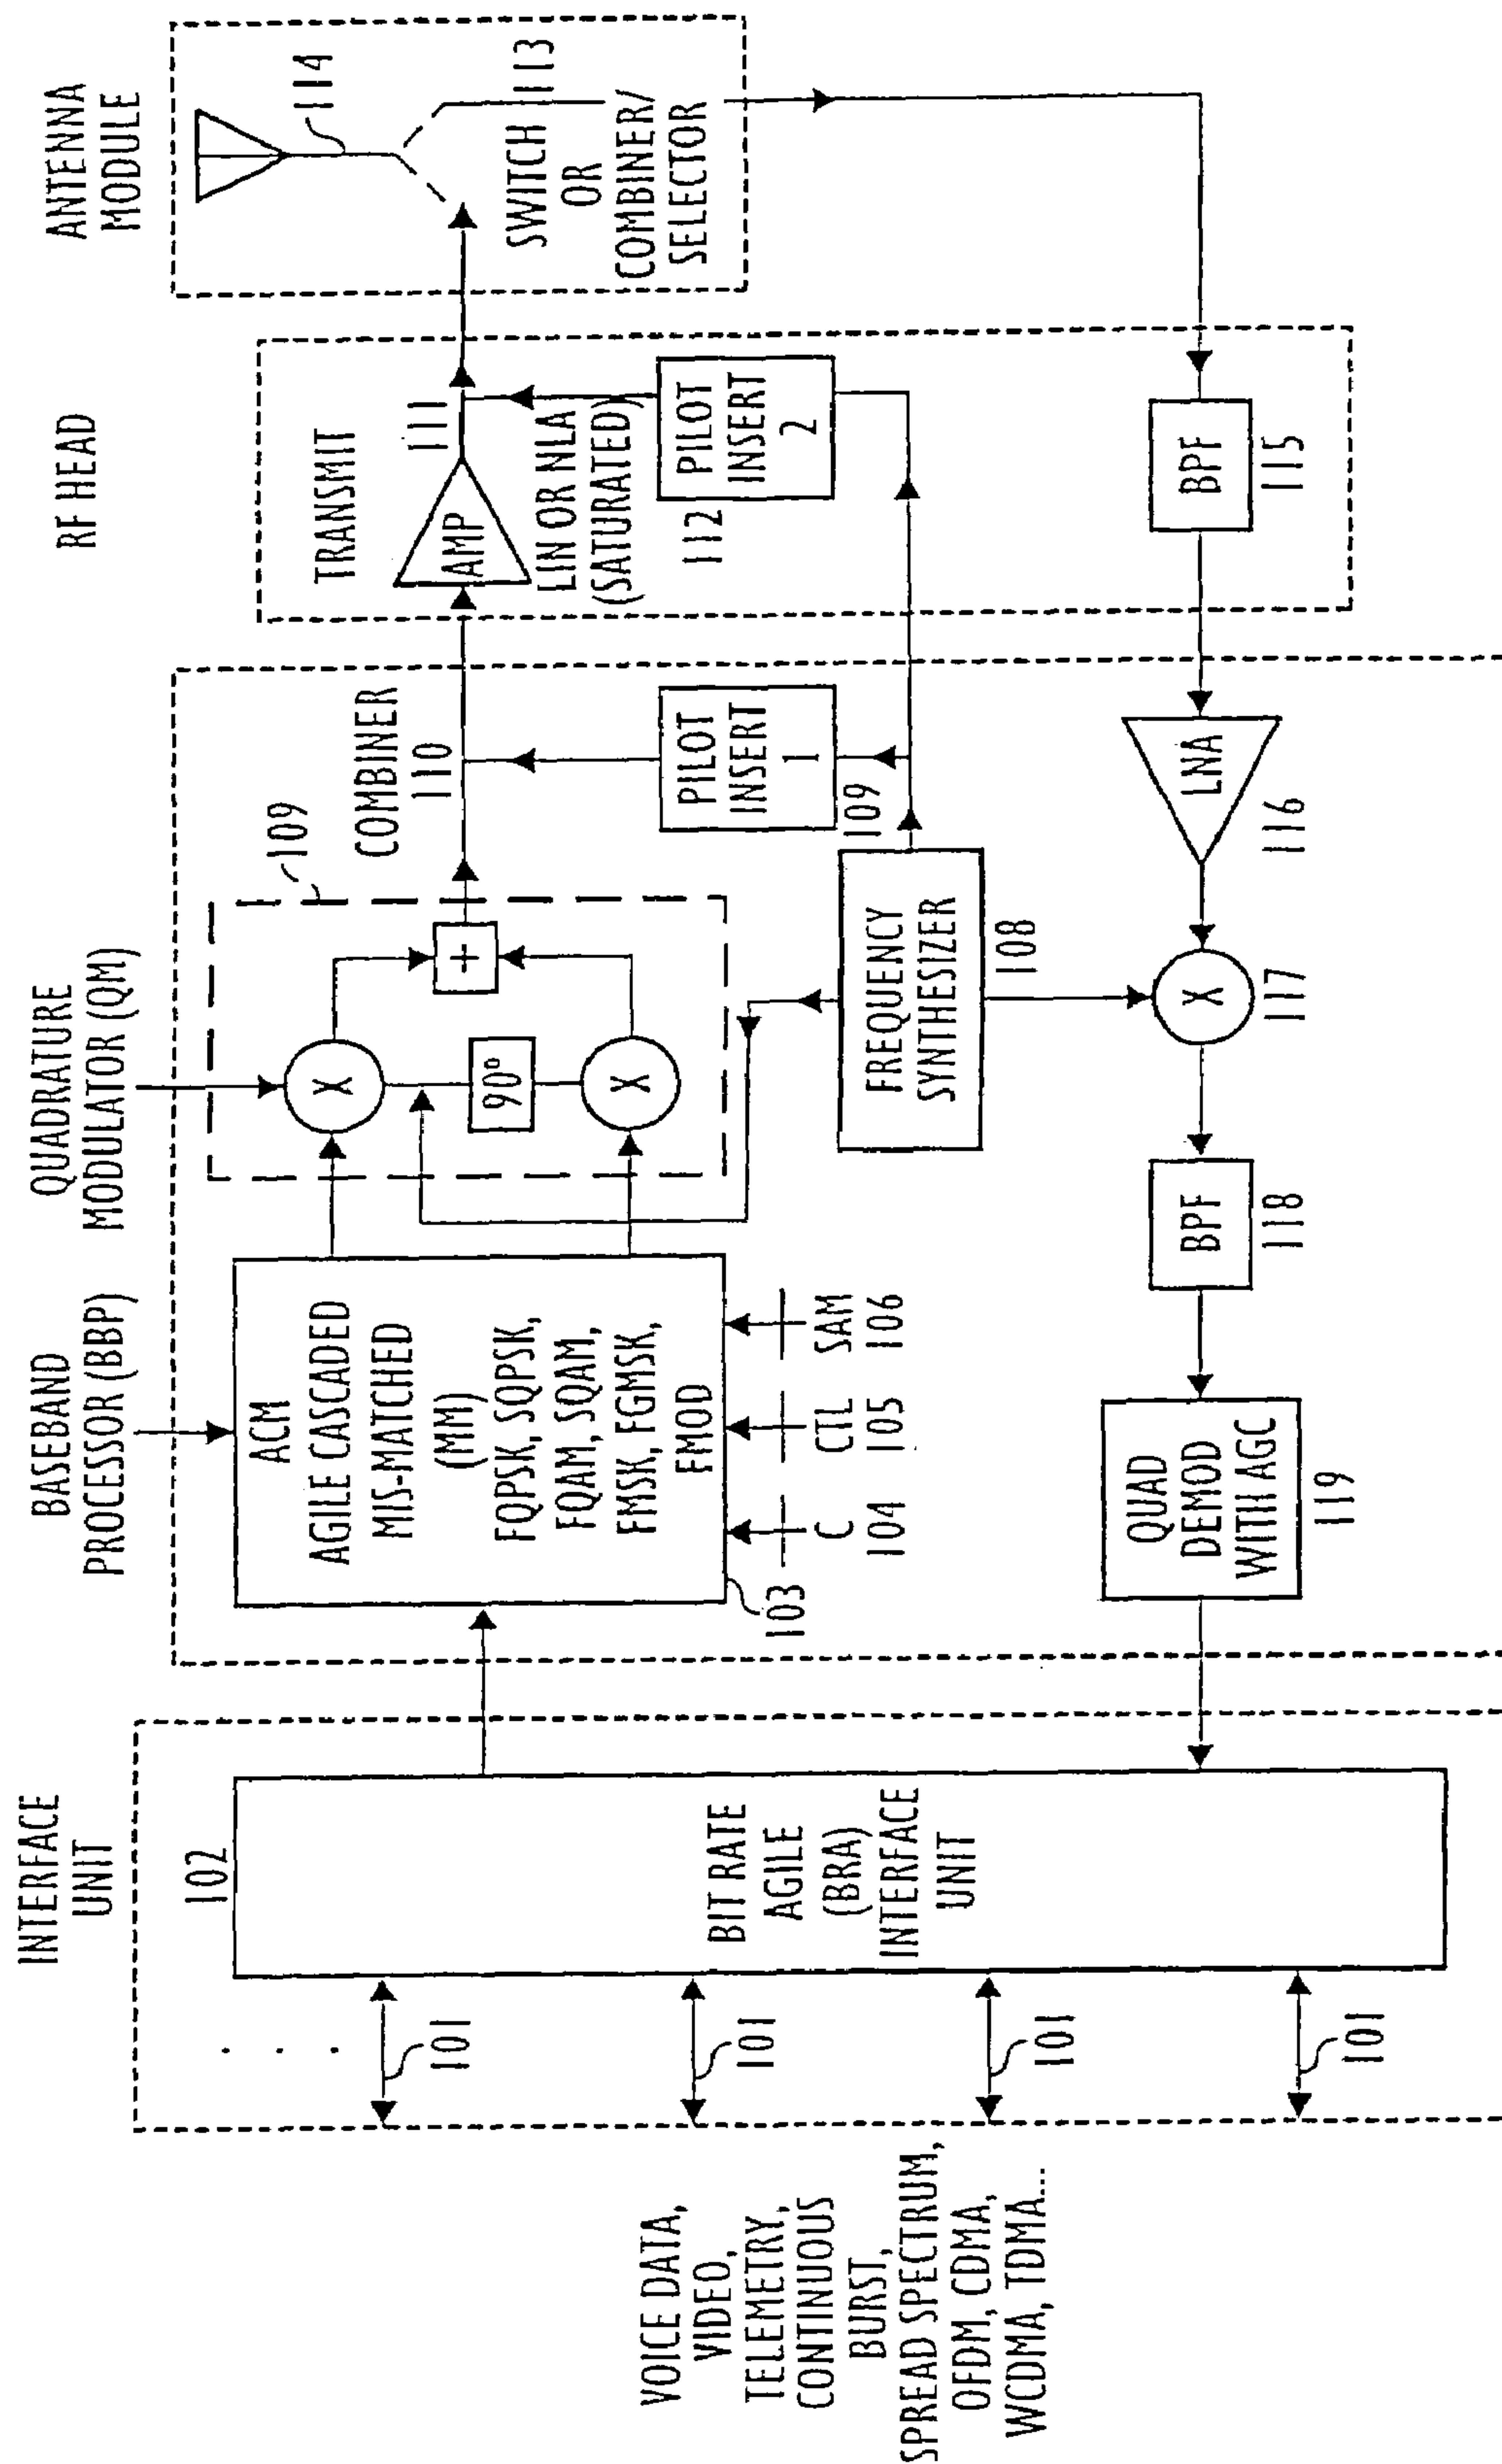 INTERFACE
UNIT
BASEBAND
PROCESSOR (BBP)
QUADRATURE
MODULATOR (QM)
RF HEAD
ANTENNA
MODULE
VOICE DATA,
VIDEO,
TELEMETRY,
CONTINUOUS
BURST,
SPREAD SPECTRUM,
OFDM, CDMA,
WCDMA, TDMA...
101
101
101
101
102
BIT RATE
AGILE
(BRA)
INTERFACE
UNIT
ACM
AGILE CASCADED
MIS-MATCHED
(MM)
FQPSK, SQPSK,
FQAM, SQAM,
FMSK, FGMSK,
FMOD
103
C
104
CTL
105
SAM
106
109
X
90°
X
+
COMBINER
110
PILOT
INSERT
1
109
FREQUENCY
SYNTHESIZER
108
TRANSMIT
AMP
111
LIN OR NLA
(SATURATED)
PILOT
INSERT
2
112
114
113
SWITCH
OR
COMBINER/
SELECTOR
BPF
115
LNA
116
X
117
BPF
118
QUAD
DEMOD
WITH AGC
119